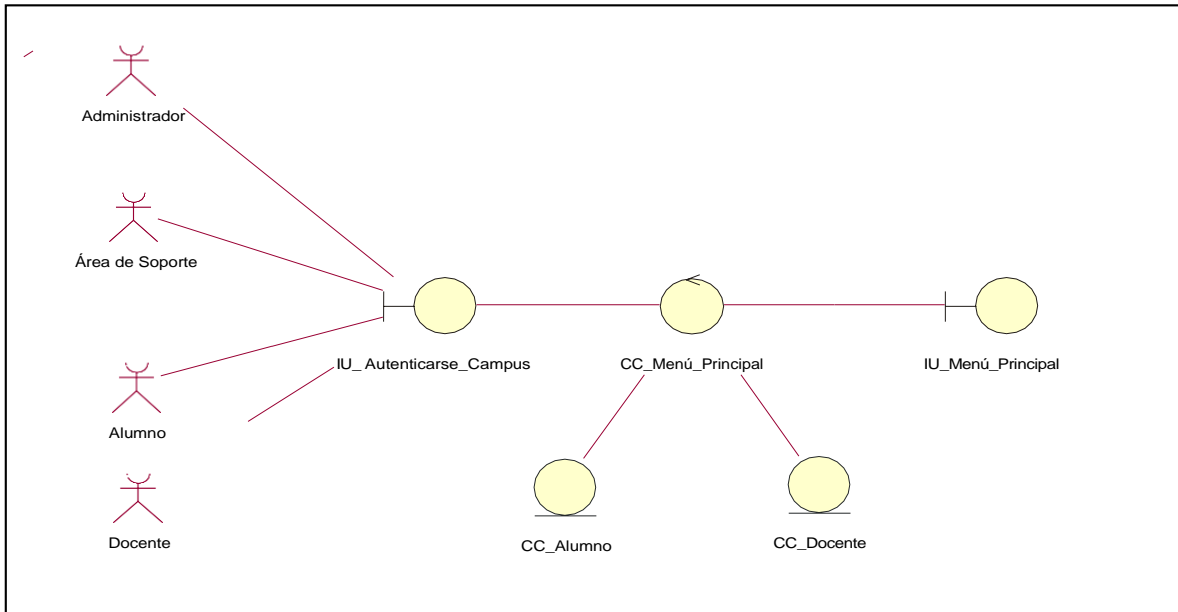 Administrador
Área de Soporte
IU_ Autenticarse_Campus
CC_Menú_Principal
IU_Menú_Principal
Alumno
CC_Alumno
CC_Docente
Docente